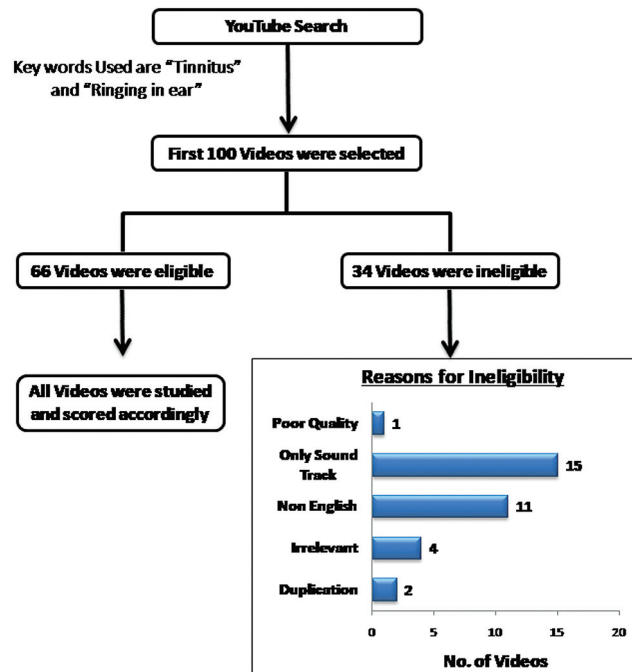 YouTube Search
Key words Used are “Tinnitus”
and “Ringing in ear”
First 100 Videos were selected
66 Videos were eligible
34 Videos were ineligible
All Videos were studied
and scored accordingly
Reasons for Ineligibility
Poor Quality
1
Only Sound
Track
15
Non English
11
Irrelevant
4
Duplication
2
0 5 10 15 20
No. of Videos